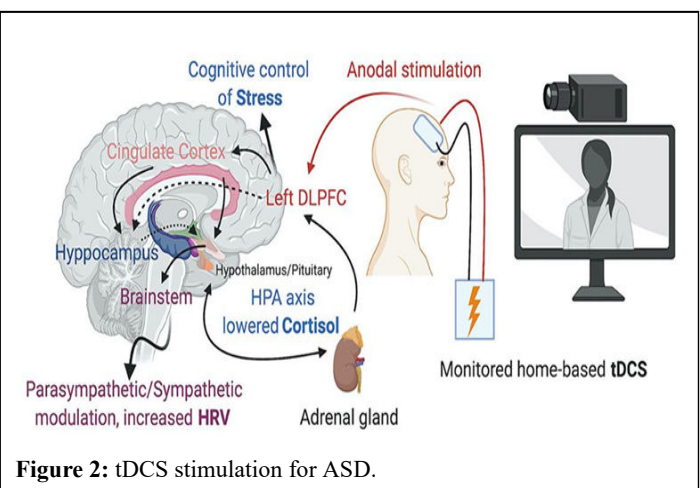 Cognitive control
of Stress
Anodal stimulation
Cingulate Cortex
Left DLPFC
Hyppocampus
Hypothalamus/Pituitary
Brainstem
HPA axis
lowered Cortisol
Parasympathetic/Sympathetic
modulation, increased HRV
Adrenal gland
Monitored home-based tDCS
Figure 2: tDCS stimulation for ASD.